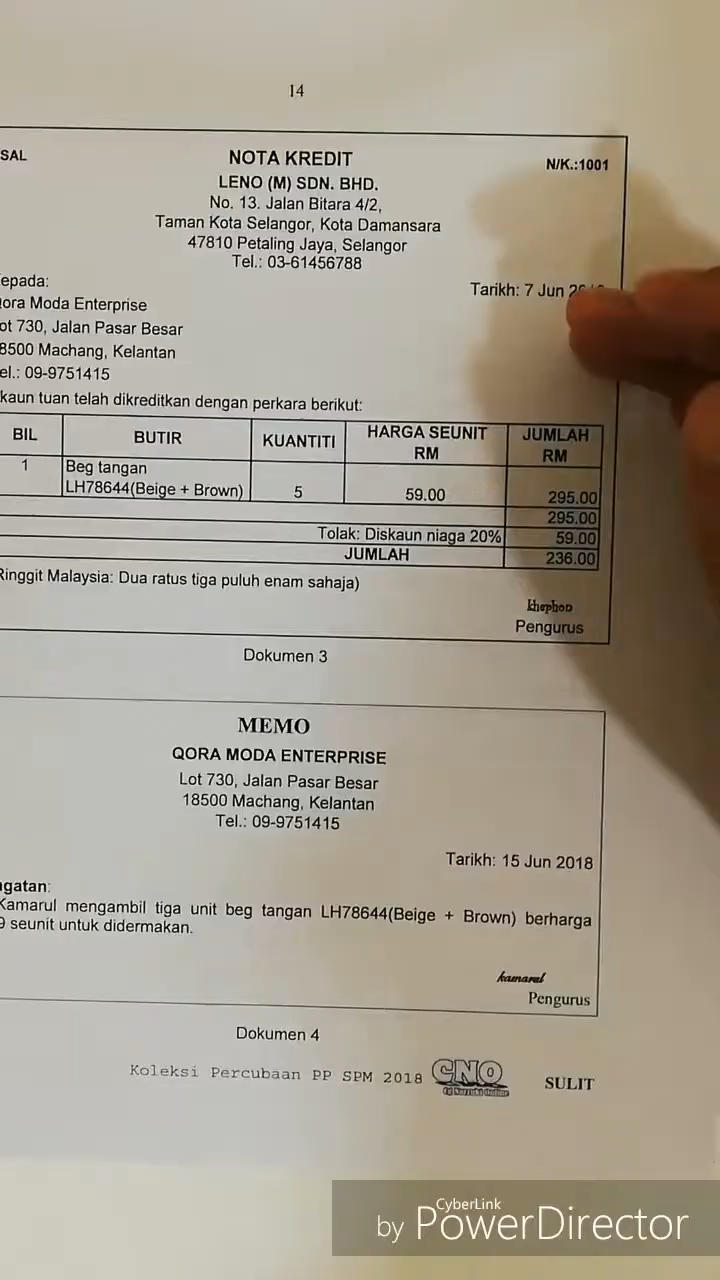 14
SAL
NOTA KREDIT
N/K.:1001
LENO (M) SDN. BHD.
No. 13. Jalan Bitara 4/2,
Taman Kota Selangor, Kota Damansara
47810 Petaling Jaya, Selangor
Tel.: 03-61456788
Tarikh: 7 Jun
epada:
ora Moda Enterprise
ot 730, Jalan Pasar Besar
8500 Machang, Kelantan
el.: 09-9751415
kaun tuan telah dikreditkan dengan perkara berikut:
BIL BUTIR KUANTITI HARGA SEUNIT RM JUMLAH RM
1 Beg tangan
LH78644(Beige + Brown) 5 59.00 295.00
295.00
Tolak: Diskaun niaga 20% 59.00
JUMLAH 236.00
Ringgit Malaysia: Dua ratus tiga puluh enam sahaja)
khephon
Pengurus
Dokumen 3
MEMO
QORA MODA ENTERPRISE
Lot 730, Jalan Pasar Besar
18500 Machang, Kelantan
Tel.: 09-9751415
Tarikh: 15 Jun 2018
ngatan:
Kamarul mengambil tiga unit beg tangan LH78644(Beige + Brown) berharga
9 seunit untuk didermakan.
kamarul
Pengurus
Dokumen 4
Koleksi Percubaan PP SPM 2018 CNO SULIT
CyberLink
by PowerDirector